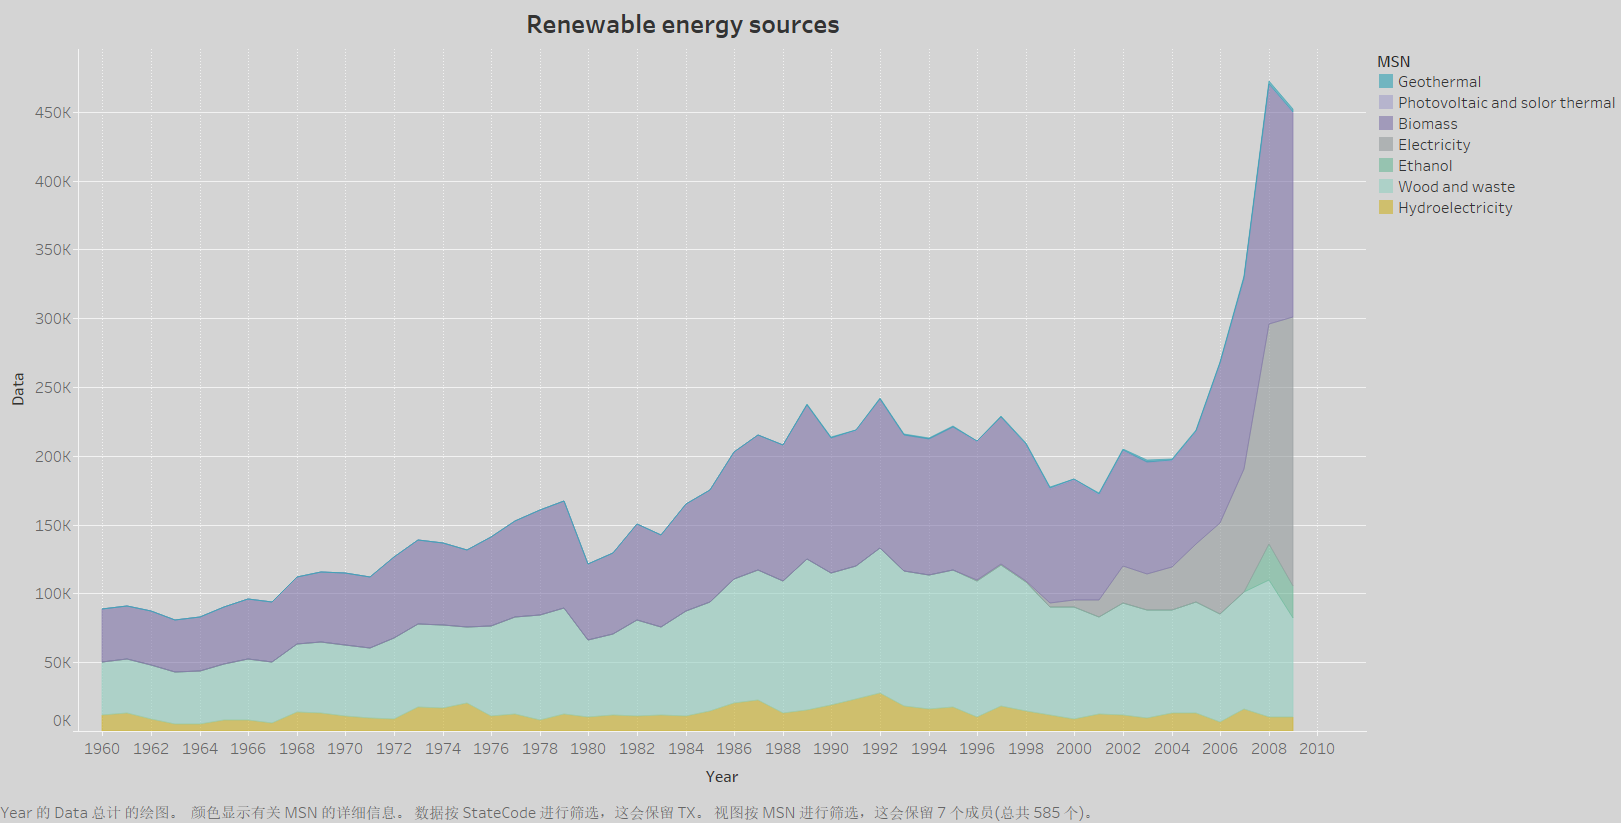 Renewable energy sources
MSN
Geothermal
Photovoltaic and solor thermal
Biomass
Electricity
Ethanol
Wood and waste
Hydroelectricity
450K
400K
350K
300K
250K
200K
150K
100K
50K
0K
Data
1960 1962 1964 1966 1968 1970 1972 1974 1976 1978 1980 1982 1984 1986 1988 1990 1992 1994 1996 1998 2000 2002 2004 2006 2008 2010
Year
Year 的 Data 总计 的绘图。 颜色显示有关 MSN 的详细信息。 数据按 StateCode 进行筛选，这会保留 TX。 视图按 MSN 进行筛选，这会保留 7 个成员(总共 585 个)。